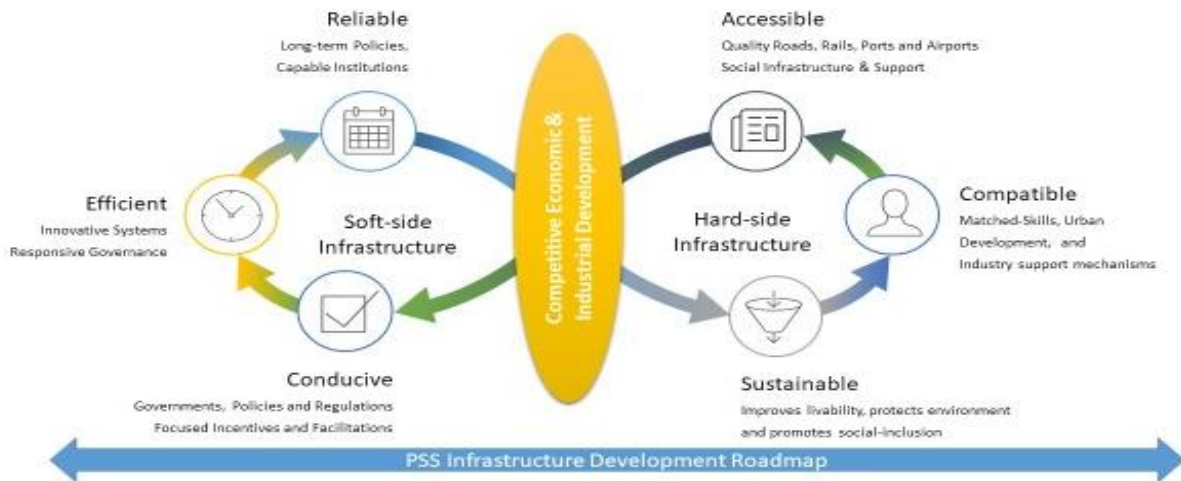 Reliable
Long-term Policies,
Capable Institutions
Accessible
Quality Roads, Rails, Ports and Airports
Social Infrastructure & Support
Efficient
Innovative Systems
Responsive Governance
Soft-side
Infrastructure
Competitive Economic &
Industrial Development
Hard-side
Infrastructure
Compatible
Matched-Skills, Urban
Development, and
Industry support mechanisms
Conducive
Governments, Policies and Regulations
Focused Incentives and Facilitations
Sustainable
Improves livability, protects environment
and promotes social-inclusion
PSS Infrastructure Development Roadmap